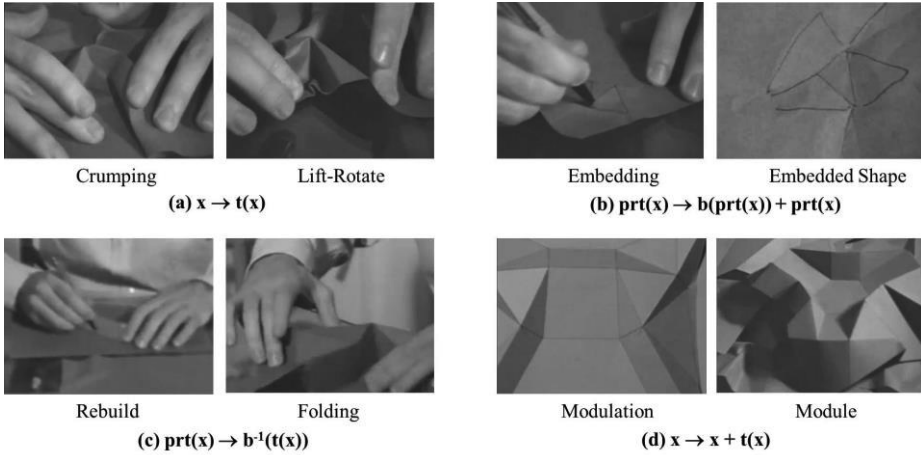 Crumping Lift-Rotate
(a) x → t(x)
Embedding Embedded Shape
(b) prt(x) → b(prt(x)) + prt(x)
Rebuild Folding
(c) prt(x) → b⁻¹(t(x))
Modulation Module
(d) x → x + t(x)